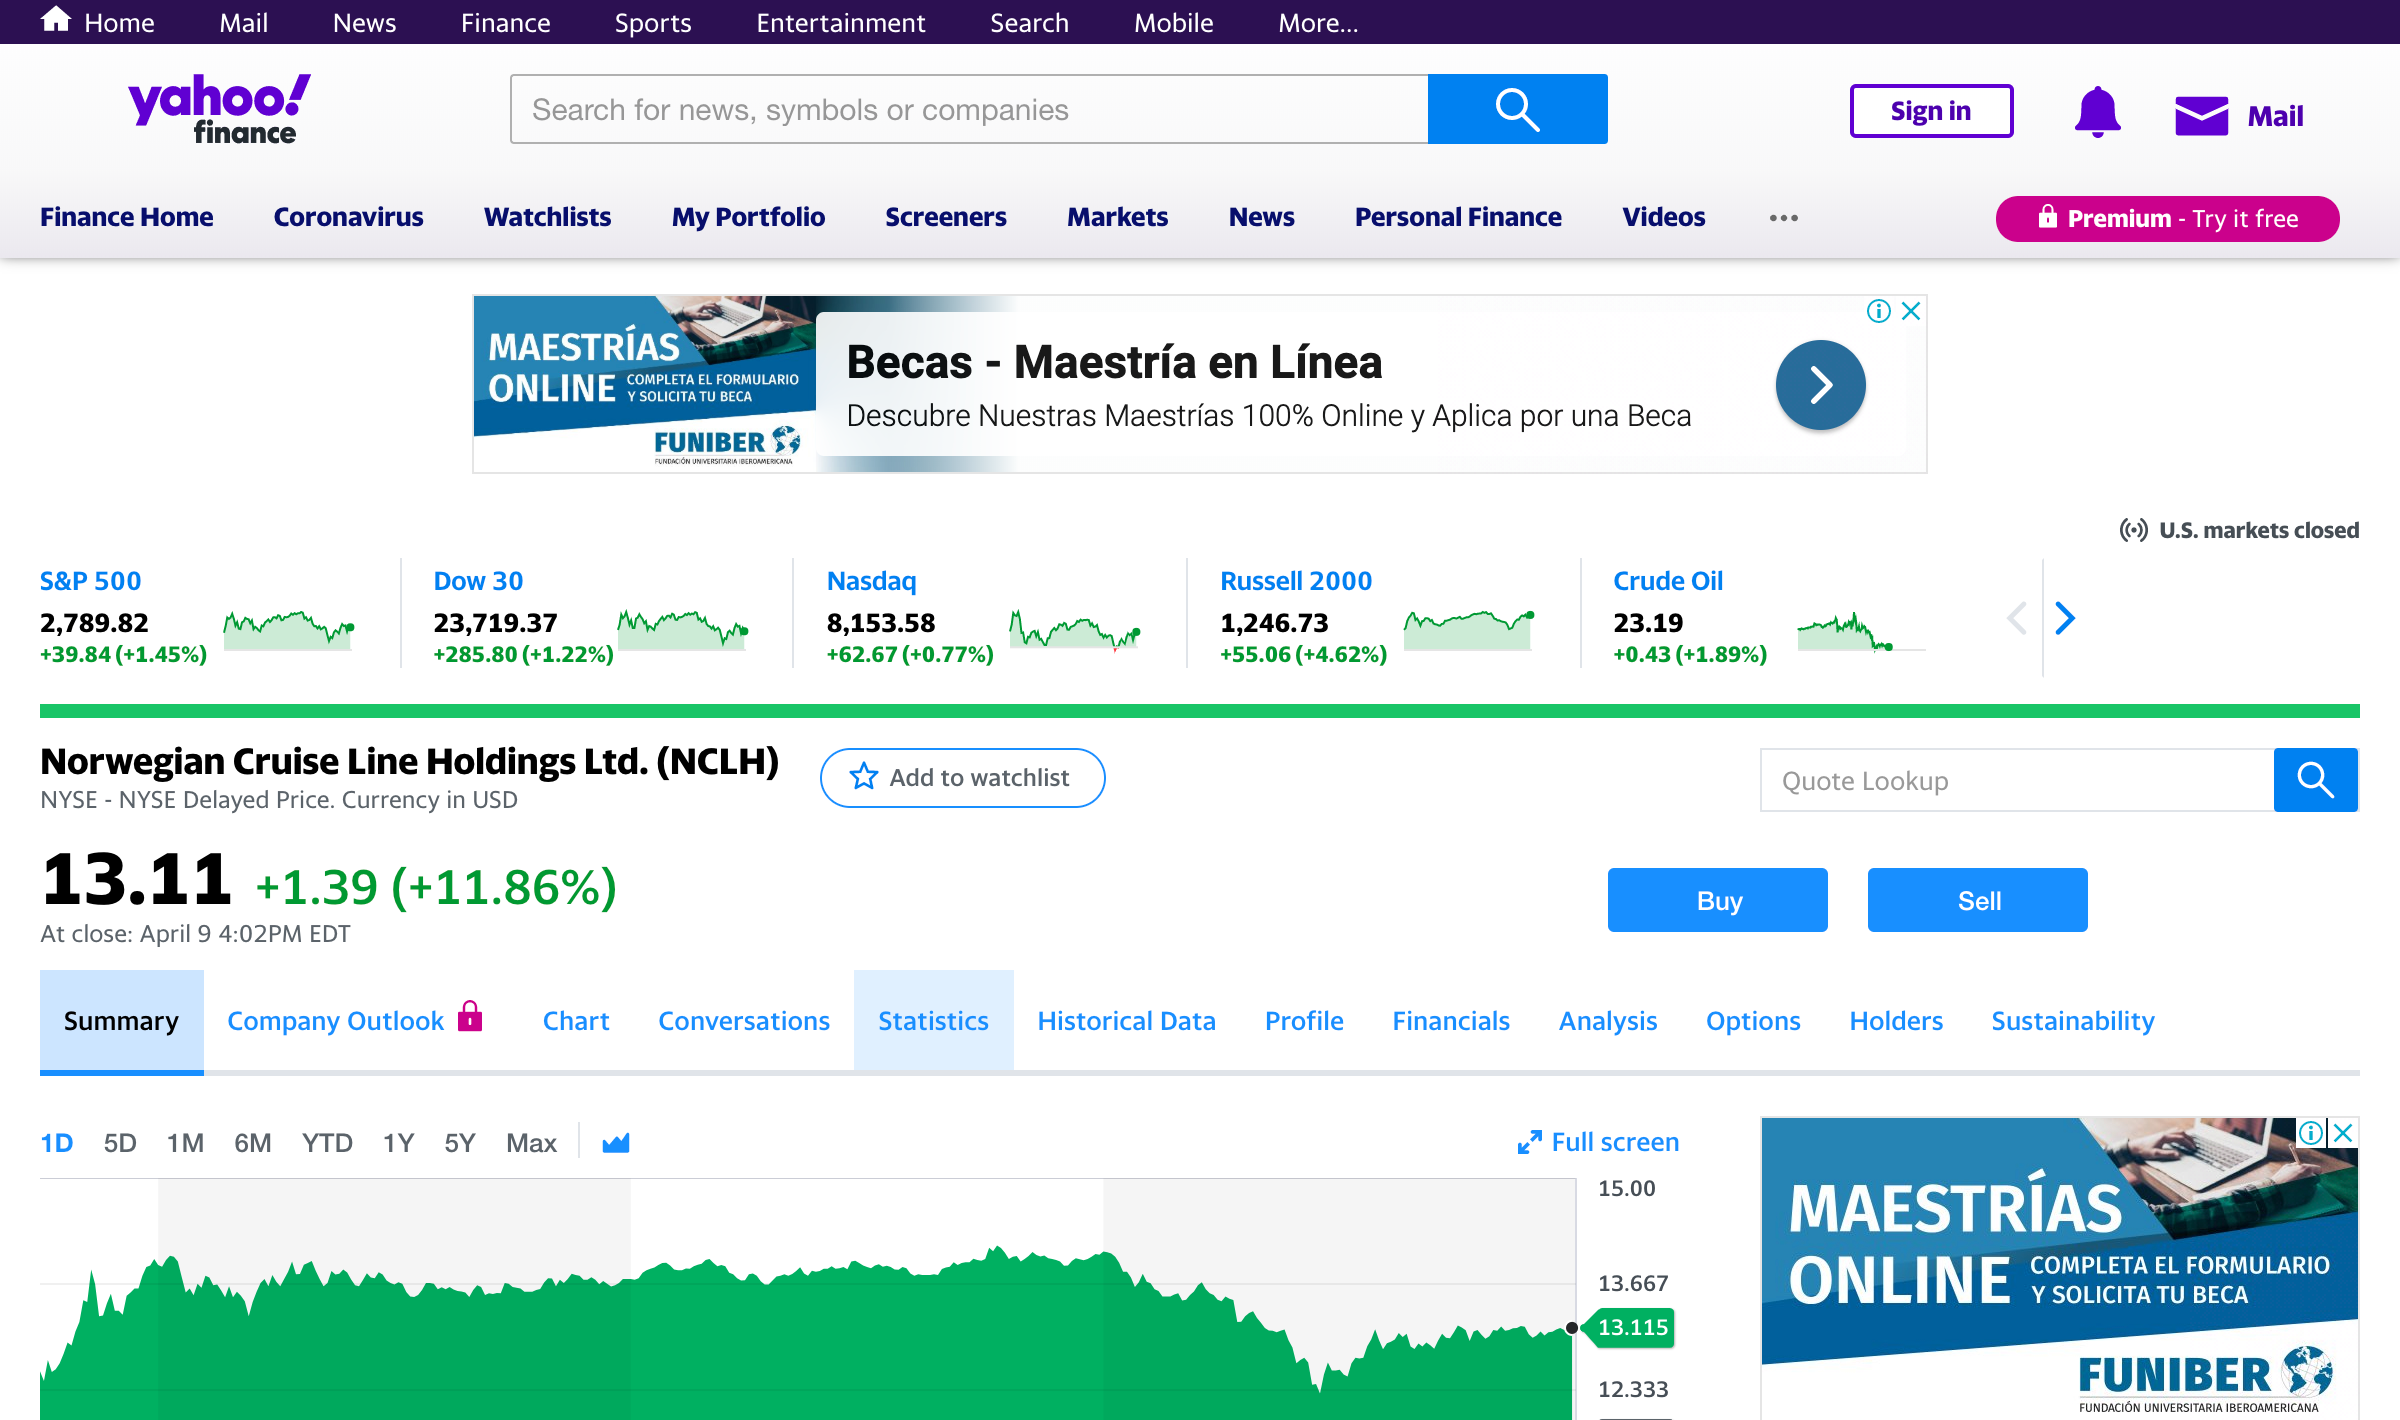 Home Mail News Finance Sports Entertainment Search Mobile More...
yahoo! finance
Search for news, symbols or companies
Sign in
Mail
Finance Home Coronavirus Watchlists My Portfolio Screeners Markets News Personal Finance Videos ...
Premium - Try it free
MAESTRÍAS
ONLINE COMPLETA EL FORMULARIO
Y SOLICITA TU BECA
FUNIBER
FUNDACIÓN UNIVERSITARIA IBEROAMERICANA
Becas - Maestría en Línea
Descubre Nuestras Maestrías 100% Online y Aplica por una Beca
U.S. markets closed
S&P 500
2,789.82
+39.84 (+1.45%)
Dow 30
23,719.37
+285.80 (+1.22%)
Nasdaq
8,153.58
+62.67 (+0.77%)
Russell 2000
1,246.73
+55.06 (+4.62%)
Crude Oil
23.19
+0.43 (+1.89%)
Norwegian Cruise Line Holdings Ltd. (NCLH)
NYSE - NYSE Delayed Price. Currency in USD
Add to watchlist
Quote Lookup
13.11 +1.39 (+11.86%)
At close: April 9 4:02PM EDT
Buy
Sell
Summary Company Outlook Chart Conversations Statistics Historical Data Profile Financials Analysis Options Holders Sustainability
1D 5D 1M 6M YTD 1Y 5Y Max
Full screen
15.00
13.667
13.115
12.333
MAESTRÍAS
ONLINE COMPLETA EL FORMULARIO
Y SOLICITA TU BECA
FUNIBER
FUNDACIÓN UNIVERSITARIA IBEROAMERICANA